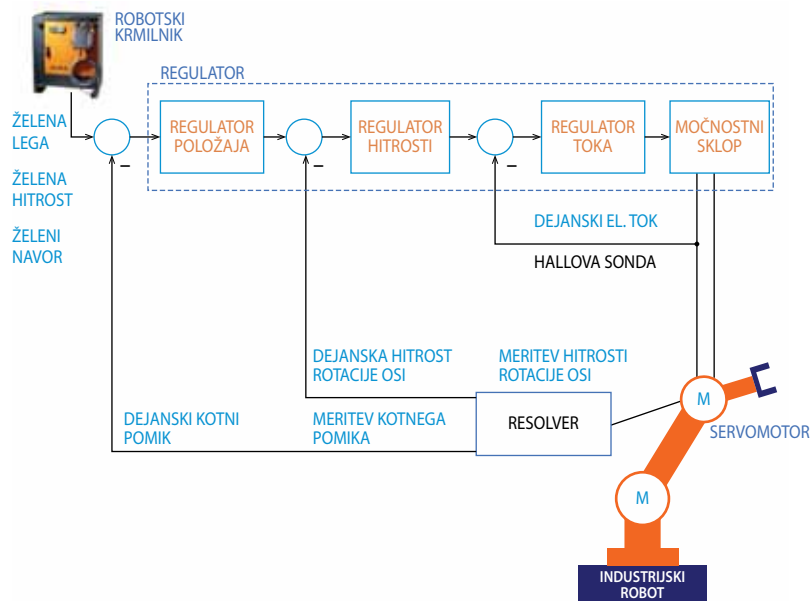 ROBOTSKI
KRMILNIK
REGULATOR
ŽELENA
LEGA
ŽELENA
HITROST
ŽELENI
NAVOR
–
REGULATOR
POLOŽAJA
–
REGULATOR
HITROSTI
–
REGULATOR
TOKA
MOČNOSTNI
SKLOP
DEJANSKI EL. TOK
HALLOVA SONDA
DEJANSKA HITROST
ROTACIJE OSI
MERITEV HITROSTI
ROTACIJE OSI
DEJANSKI KOTNI
POMIK
MERITEV KOTNEGA
POMIKA
RESOLVER
M
SERVOMOTOR
M
INDUSTRIJSKI
ROBOT